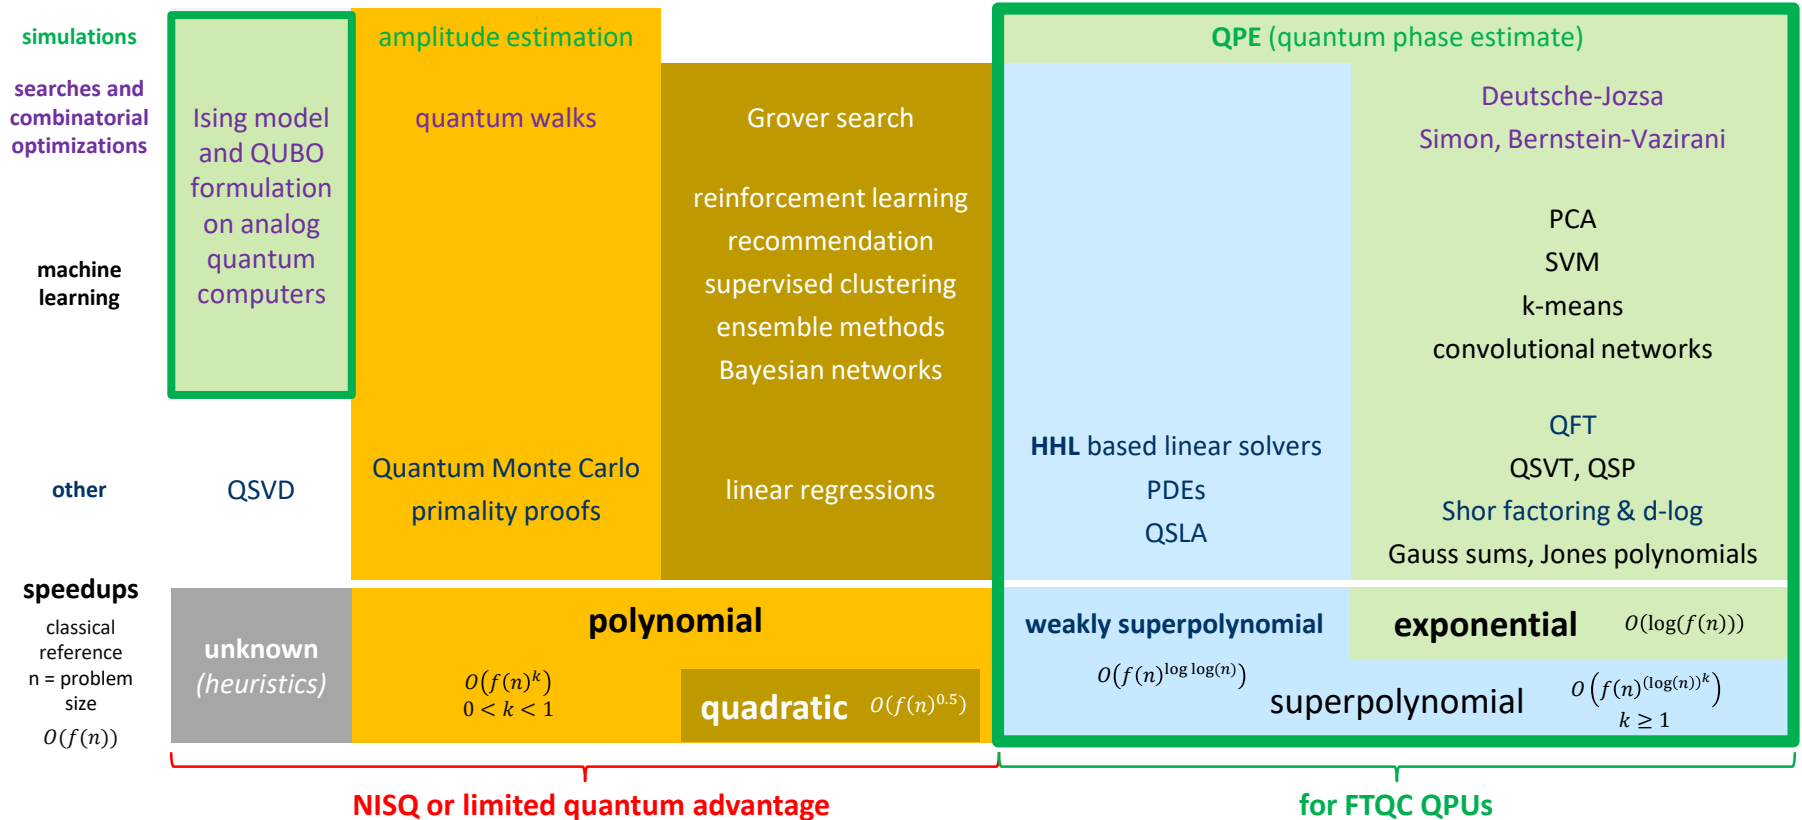 simulations
amplitude estimation
QPE (quantum phase estimate)
searches and
combinatorial
optimizations
Ising model
and QUBO
formulation
on analog
quantum
computers
quantum walks
Grover search
Deutsche-Jozsa
Simon, Bernstein-Vazirani
machine
learning
reinforcement learning
recommendation
supervised clustering
ensemble methods
Bayesian networks
PCA
SVM
k-means
convolutional networks
other
QSVD
Quantum Monte Carlo
primality proofs
linear regressions
HHL based linear solvers
PDEs
QSLA
QFT
QSVT, QSP
Shor factoring & d-log
Gauss sums, Jones polynomials
speedups
classical
reference
n = problem
size
O(f(n))
unknown
(heuristics)
polynomial
O(f(n)^k)
0 < k < 1
quadratic O(f(n)^0.5)
weakly superpolynomial
O(f(n)^log log(n))
exponential O(log(f(n)))
superpolynomial
O(f(n)^(log(n))^k)
k ≥ 1
NISQ or limited quantum advantage
for FTQC QPUs